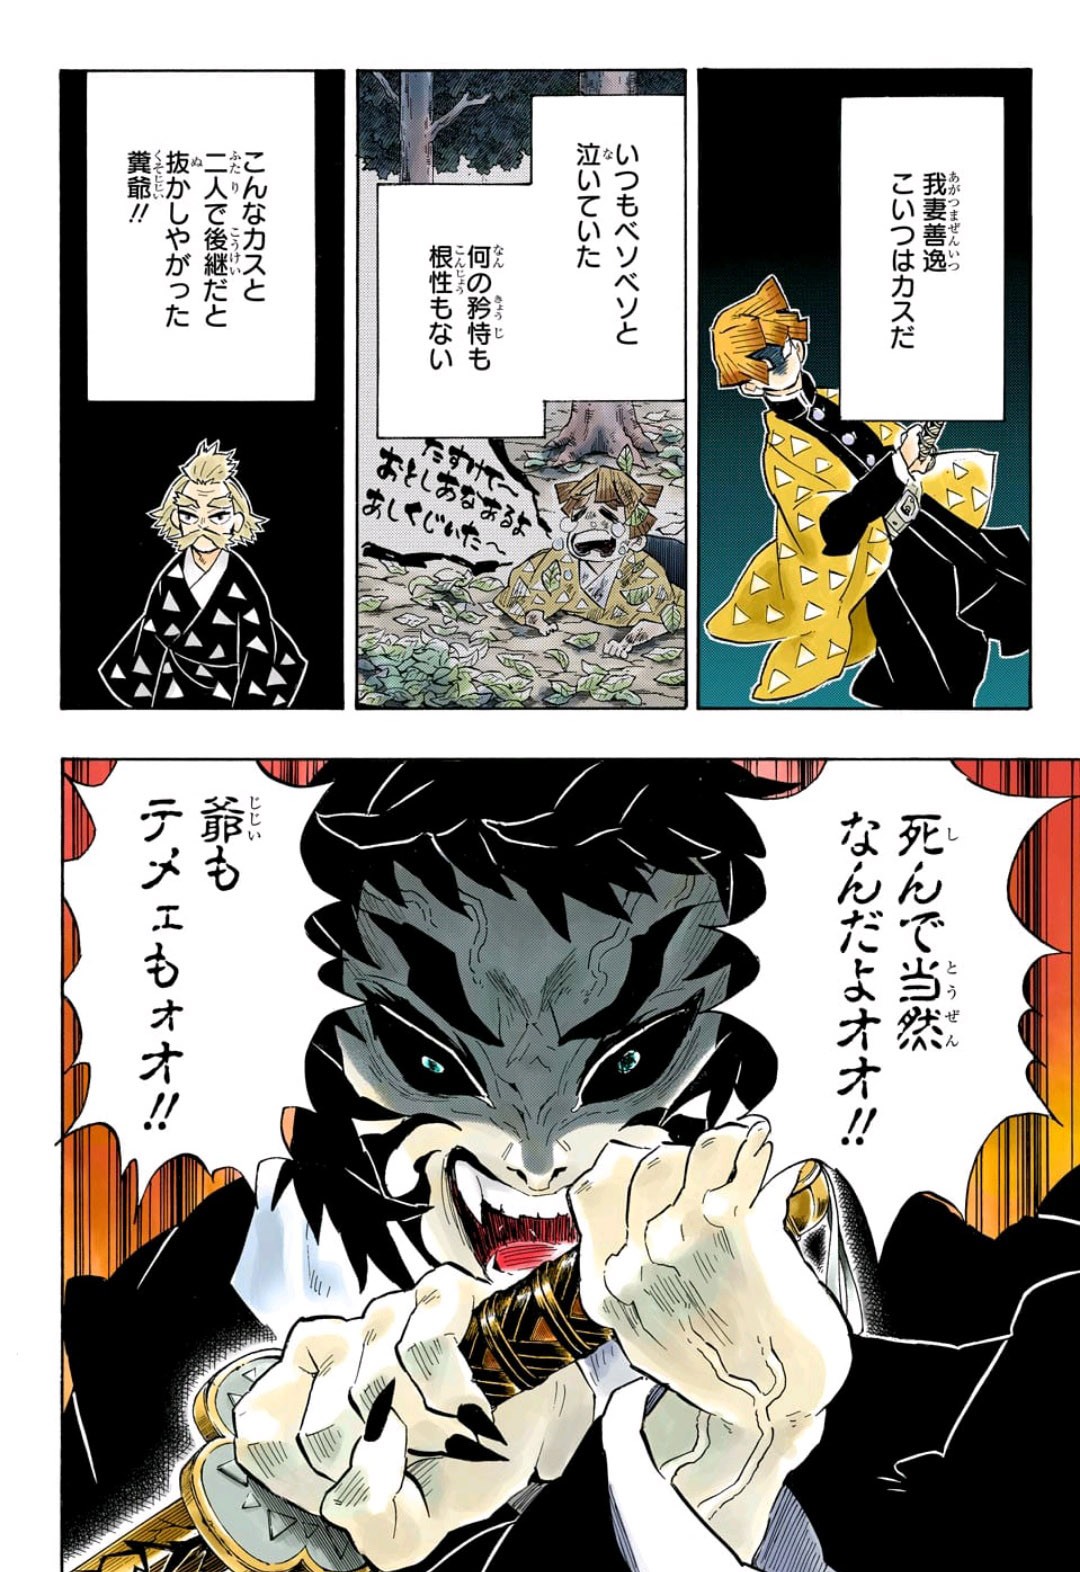 我妻善逸
こいつはカスだ
いつもベソベソと
泣いていた
何の矜恃も
根性もない
たすけて〜
おとしあなあるよ
あしくじいた〜
こんなカスと
二人で後継だと
抜かしやがった
糞爺!!
死んで当然
なんだよオオ!!
爺も
テメェもォオ!!